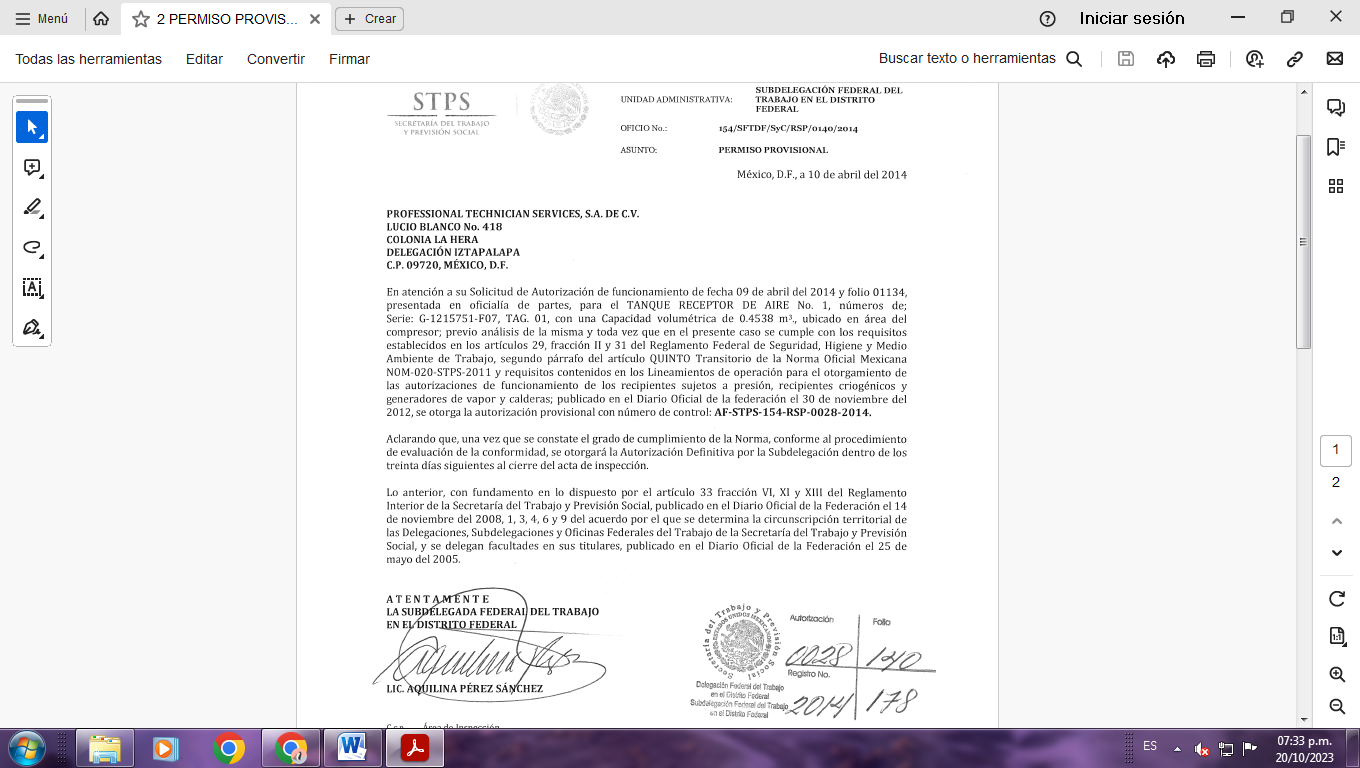 Menú
2 PERMISO PROVIS...
Crear
Iniciar sesión
Todas las herramientas
Editar
Convertir
Firmar
Buscar texto o herramientas
STPS
SECRETARÍA DEL TRABAJO
Y PREVISIÓN SOCIAL
UNIDAD ADMINISTRATIVA:
SUBDELEGACIÓN FEDERAL DEL
TRABAJO EN EL DISTRITO
FEDERAL
OFICIO No.: 154/SFTDF/SyC/RSP/0140/2014
ASUNTO: PERMISO PROVISIONAL
México, D.F., a 10 de abril del 2014
PROFESSIONAL TECHNICIAN SERVICES, S.A. DE C.V.
LUCIO BLANCO No. 418
COLONIA LA HERA
DELEGACIÓN IZTAPALAPA
C.P. 09720, MÉXICO, D.F.
En atención a su Solicitud de Autorización de funcionamiento de fecha 09 de abril del 2014 y folio 01134,
presentada en oficialía de partes, para el TANQUE RECEPTOR DE AIRE No. 1, números de;
Serie: G-1215751-F07, TAG. 01, con una Capacidad volumétrica de 0.4538 m³., ubicado en área del
compresor; previo análisis de la misma y toda vez que en el presente caso se cumple con los requisitos
establecidos en los artículos 29, fracción II y 31 del Reglamento Federal de Seguridad, Higiene y Medio
Ambiente de Trabajo, segundo párrafo del artículo QUINTO Transitorio de la Norma Oficial Mexicana
NOM-020-STPS-2011 y requisitos contenidos en los Lineamientos de operación para el otorgamiento de
las autorizaciones de funcionamiento de los recipientes sujetos a presión, recipientes criogénicos y
generadores de vapor y calderas; publicado en el Diario Oficial de la federación el 30 de noviembre del
2012, se otorga la autorización provisional con número de control: AF-STPS-154-RSP-0028-2014.
Aclarando que, una vez que se constate el grado de cumplimiento de la Norma, conforme al procedimiento
de evaluación de la conformidad, se otorgará la Autorización Definitiva por la Subdelegación dentro de los
treinta días siguientes al cierre del acta de inspección.
Lo anterior, con fundamento en lo dispuesto por el artículo 33 fracción VI, XI y XIII del Reglamento
Interior de la Secretaría del Trabajo y Previsión Social, publicado en el Diario Oficial de la Federación el 14
de noviembre del 2008, 1, 3, 4, 6 y 9 del acuerdo por el que se determina la circunscripción territorial de
las Delegaciones, Subdelegaciones y Oficinas Federales del Trabajo de la Secretaría del Trabajo y Previsión
Social, y se delegan facultades en sus titulares, publicado en el Diario Oficial de la Federación el 25 de
mayo del 2005.
A T E N T A M E N T E
LA SUBDELEGADA FEDERAL DEL TRABAJO
EN EL DISTRITO FEDERAL
LIC. AQUILINA PÉREZ SÁNCHEZ
Secretaría del Trabajo y Previsión Social
ESTADOS UNIDOS MEXICANOS
Delegación Federal del Trabajo
en el Distrito Federal
Subdelegación Federal del Trabajo
en el Distrito Federal
Autorización Folio
0028 140
Registro No.
2014 178
C.c.p. Área de Inspección
1
2
1:1
ES
07:33 p.m.
20/10/2023